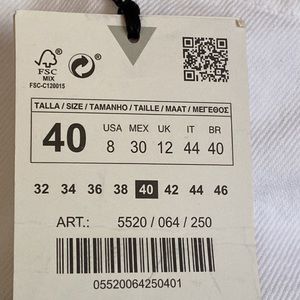 FSC
MIX
FSC-C120015
TALLA / SIZE / TAMANHO / TAILLE / MAAT / ΜΕΓΕΘΟΣ
40
USA MEX UK IT BR
8 30 12 44 40
32 34 36 38 40 42 44 46
ART.: 5520 / 064 / 250
05520064250401